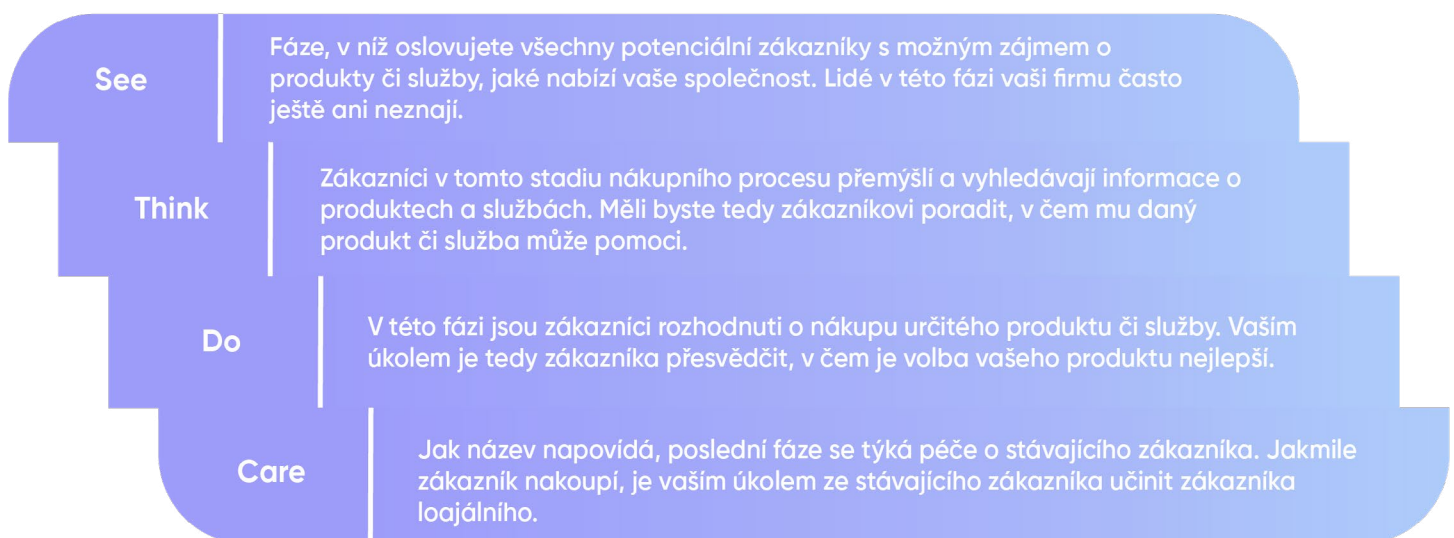 See
Fáze, v níž oslovujete všechny potenciální zákazníky s možným zájmem o
produkty či služby, jaké nabízí vaše společnost. Lidé v této fázi vaši firmu často
ještě ani neznají.
Think
Zákazníci v tomto stadiu nákupního procesu přemýšlí a vyhledávají informace o
produktech a službách. Měli byste tedy zákazníkovi poradit, v čem mu daný
produkt či služba může pomoci.
Do
V této fázi jsou zákazníci rozhodnuti o nákupu určitého produktu či služby. Vaším
úkolem je tedy zákazníka přesvědčit, v čem je volba vašeho produktu nejlepší.
Care
Jak název napovídá, poslední fáze se týká péče o stávajícího zákazníka. Jakmile
zákazník nakoupí, je vaším úkolem ze stávajícího zákazníka učinit zákazníka
loajálního.